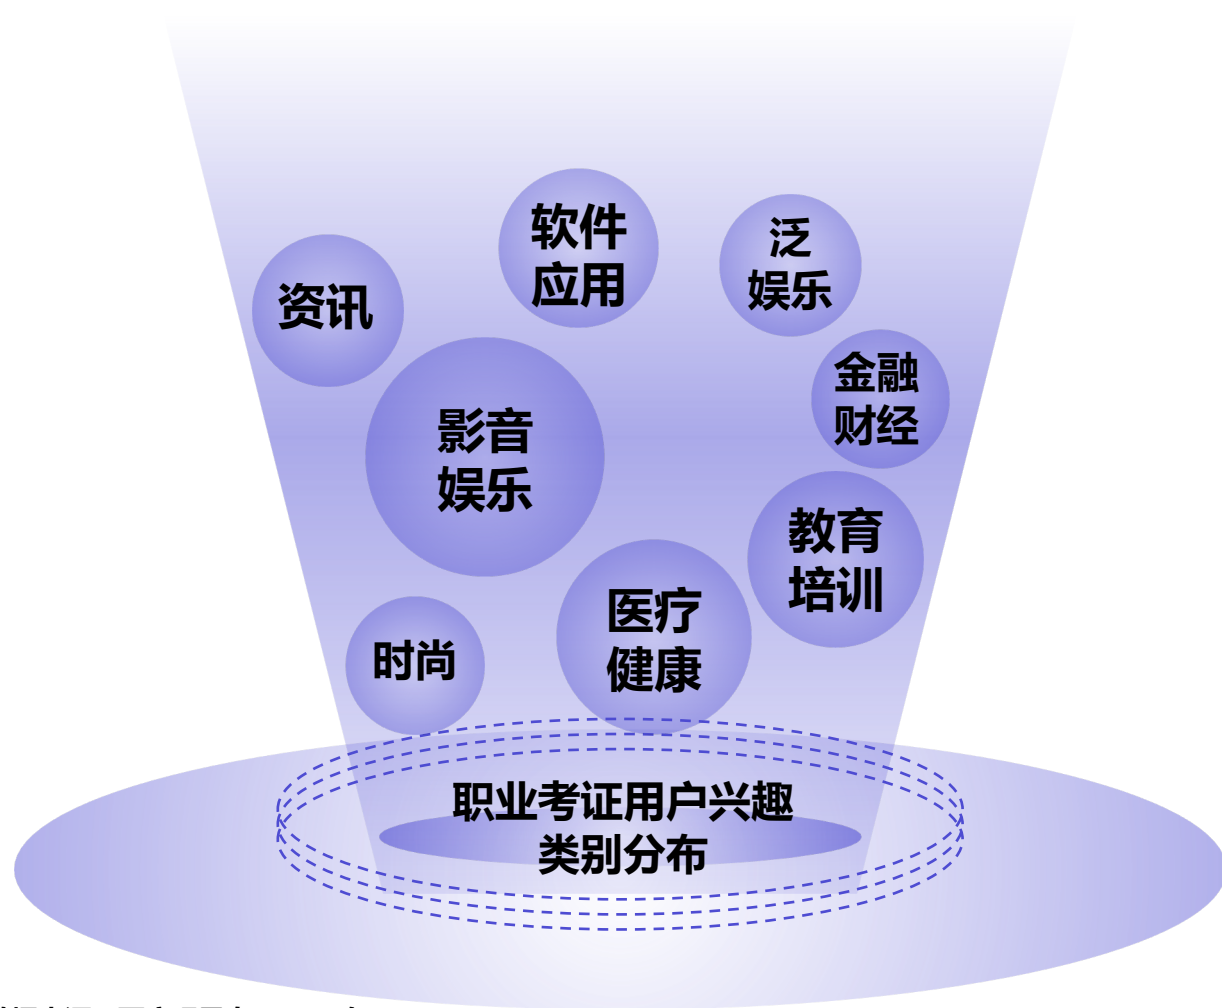 软件
应用
泛
娱乐
资讯
金融
财经
影音
娱乐
教育
培训
医疗
健康
时尚
职业考证用户兴趣
类别分布